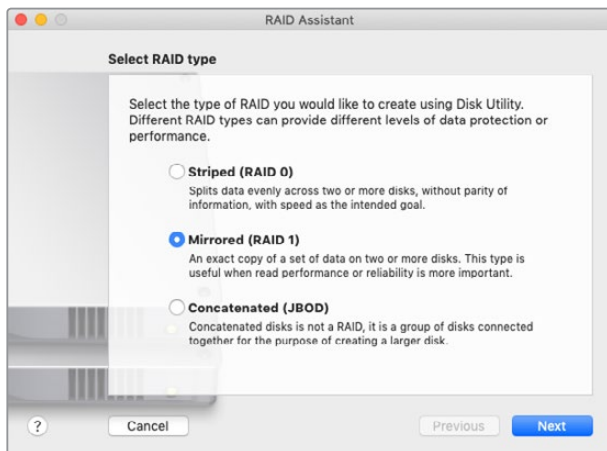 RAID Assistant
Select RAID type
Select the type of RAID you would like to create using Disk Utility.
Different RAID types can provide different levels of data protection or
performance.
Striped (RAID 0)
Splits data evenly across two or more disks, without parity of
information, with speed as the intended goal.
Mirrored (RAID 1)
An exact copy of a set of data on two or more disks. This type is
useful when read performance or reliability is more important.
Concatenated (JBOD)
Concatenated disks is not a RAID, it is a group of disks connected
together for the purpose of creating a larger disk.
?
Cancel
Previous
Next